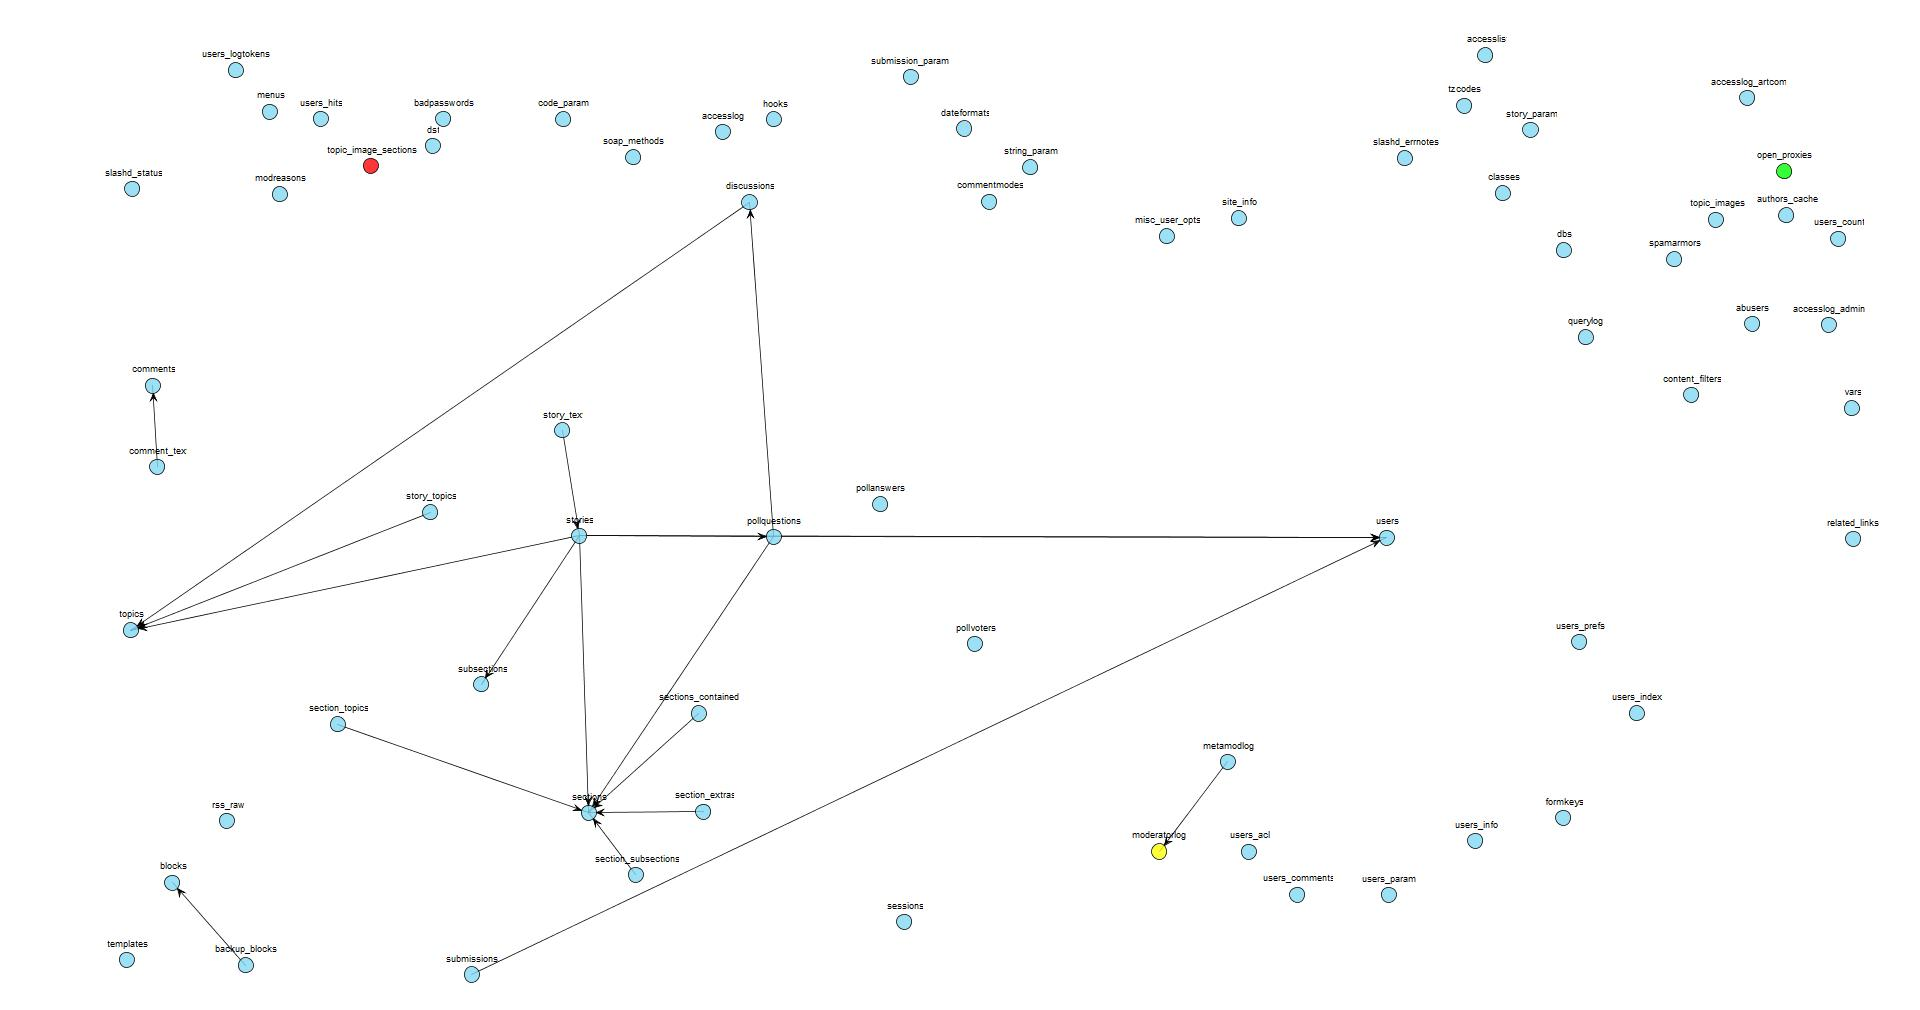 accesslis
users_logtokens
submission_param
accesslog_artcom
tzcodes
menus
users_hits
badpasswords
code_param
hooks
accesslog
dateformats
story_param
dst
soap_methods
slashd_errnotes
topic_image_sections
string_param
open_proxies
slashd_status
modreasons
classes
discussions
commentmodes
authors_cache
topic_images
site_info
misc_user_opts
users_count
dbs
spamarmors
abusers
accesslog_admin
querylog
comments
content_filters
vars
story_tex
comment_tex
pollanswers
story_topics
stories
pollquestions
users
related_links
topics
pollvoters
users_prefs
subsections
sections_contained
users_index
section_topics
metamodlog
sections
section_extras
formkeys
rss_raw
users_info
moderatorlog
users_acl
section_subsections
blocks
users_comments
users_param
sessions
templates
backup_blocks
submissions